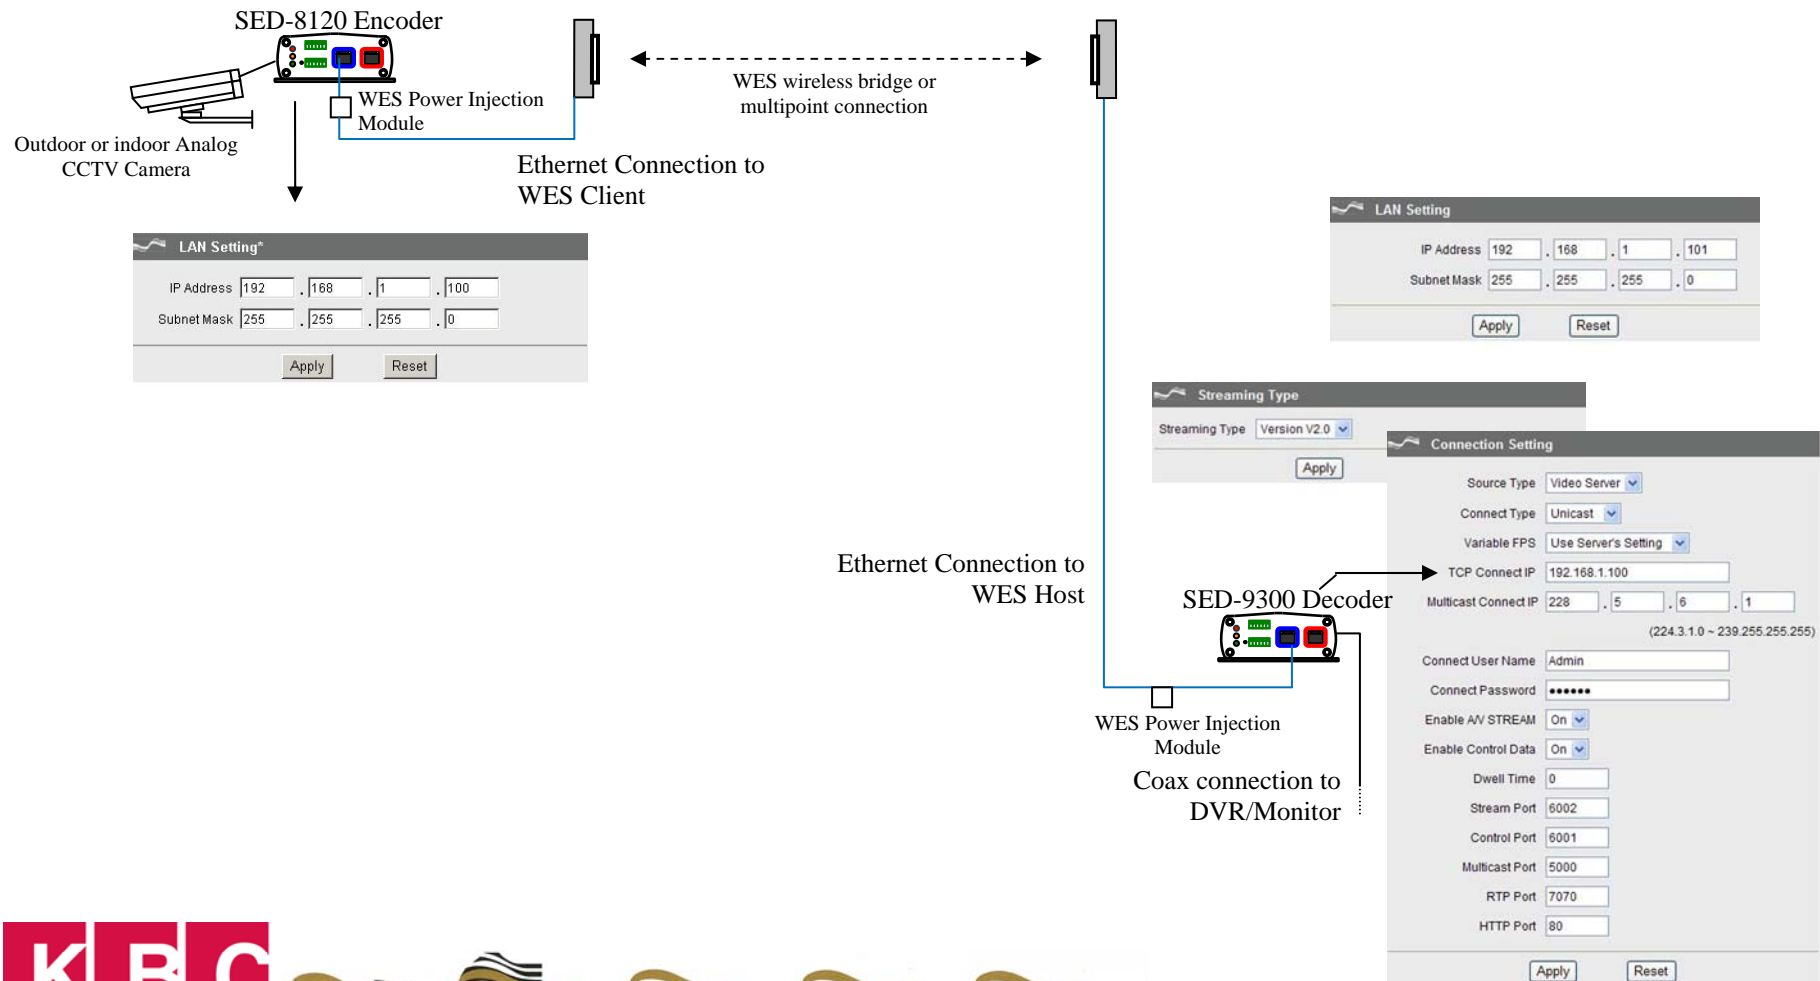 SED-8120 Encoder
WES Power Injection
Module
Outdoor or indoor Analog
CCTV Camera
WES wireless bridge or
multipoint connection
Ethernet Connection to
WES Client
LAN Setting*
IP Address 192 . 168 . 1 . 100
Subnet Mask 255 . 255 . 255 . 0
Apply Reset
LAN Setting
IP Address 192 . 168 . 1 . 101
Subnet Mask 255 . 255 . 255 . 0
Apply Reset
Streaming Type
Streaming Type Version V2.0
Apply
Ethernet Connection to
WES Host
SED-9300 Decoder
WES Power Injection
Module
Coax connection to
DVR/Monitor
Connection Setting
Source Type Video Server
Connect Type Unicast
Variable FPS Use Server's Setting
TCP Connect IP 192.168.1.100
Multicast Connect IP 228 . 5 . 6 . 1
(224.3.1.0 ~ 239.255.255.255)
Connect User Name Admin
Connect Password ••••••
Enable A/V STREAM On
Enable Control Data On
Dwell Time 0
Stream Port 6002
Control Port 6001
Multicast Port 5000
RTP Port 7070
HTTP Port 80
Apply Reset
KBC